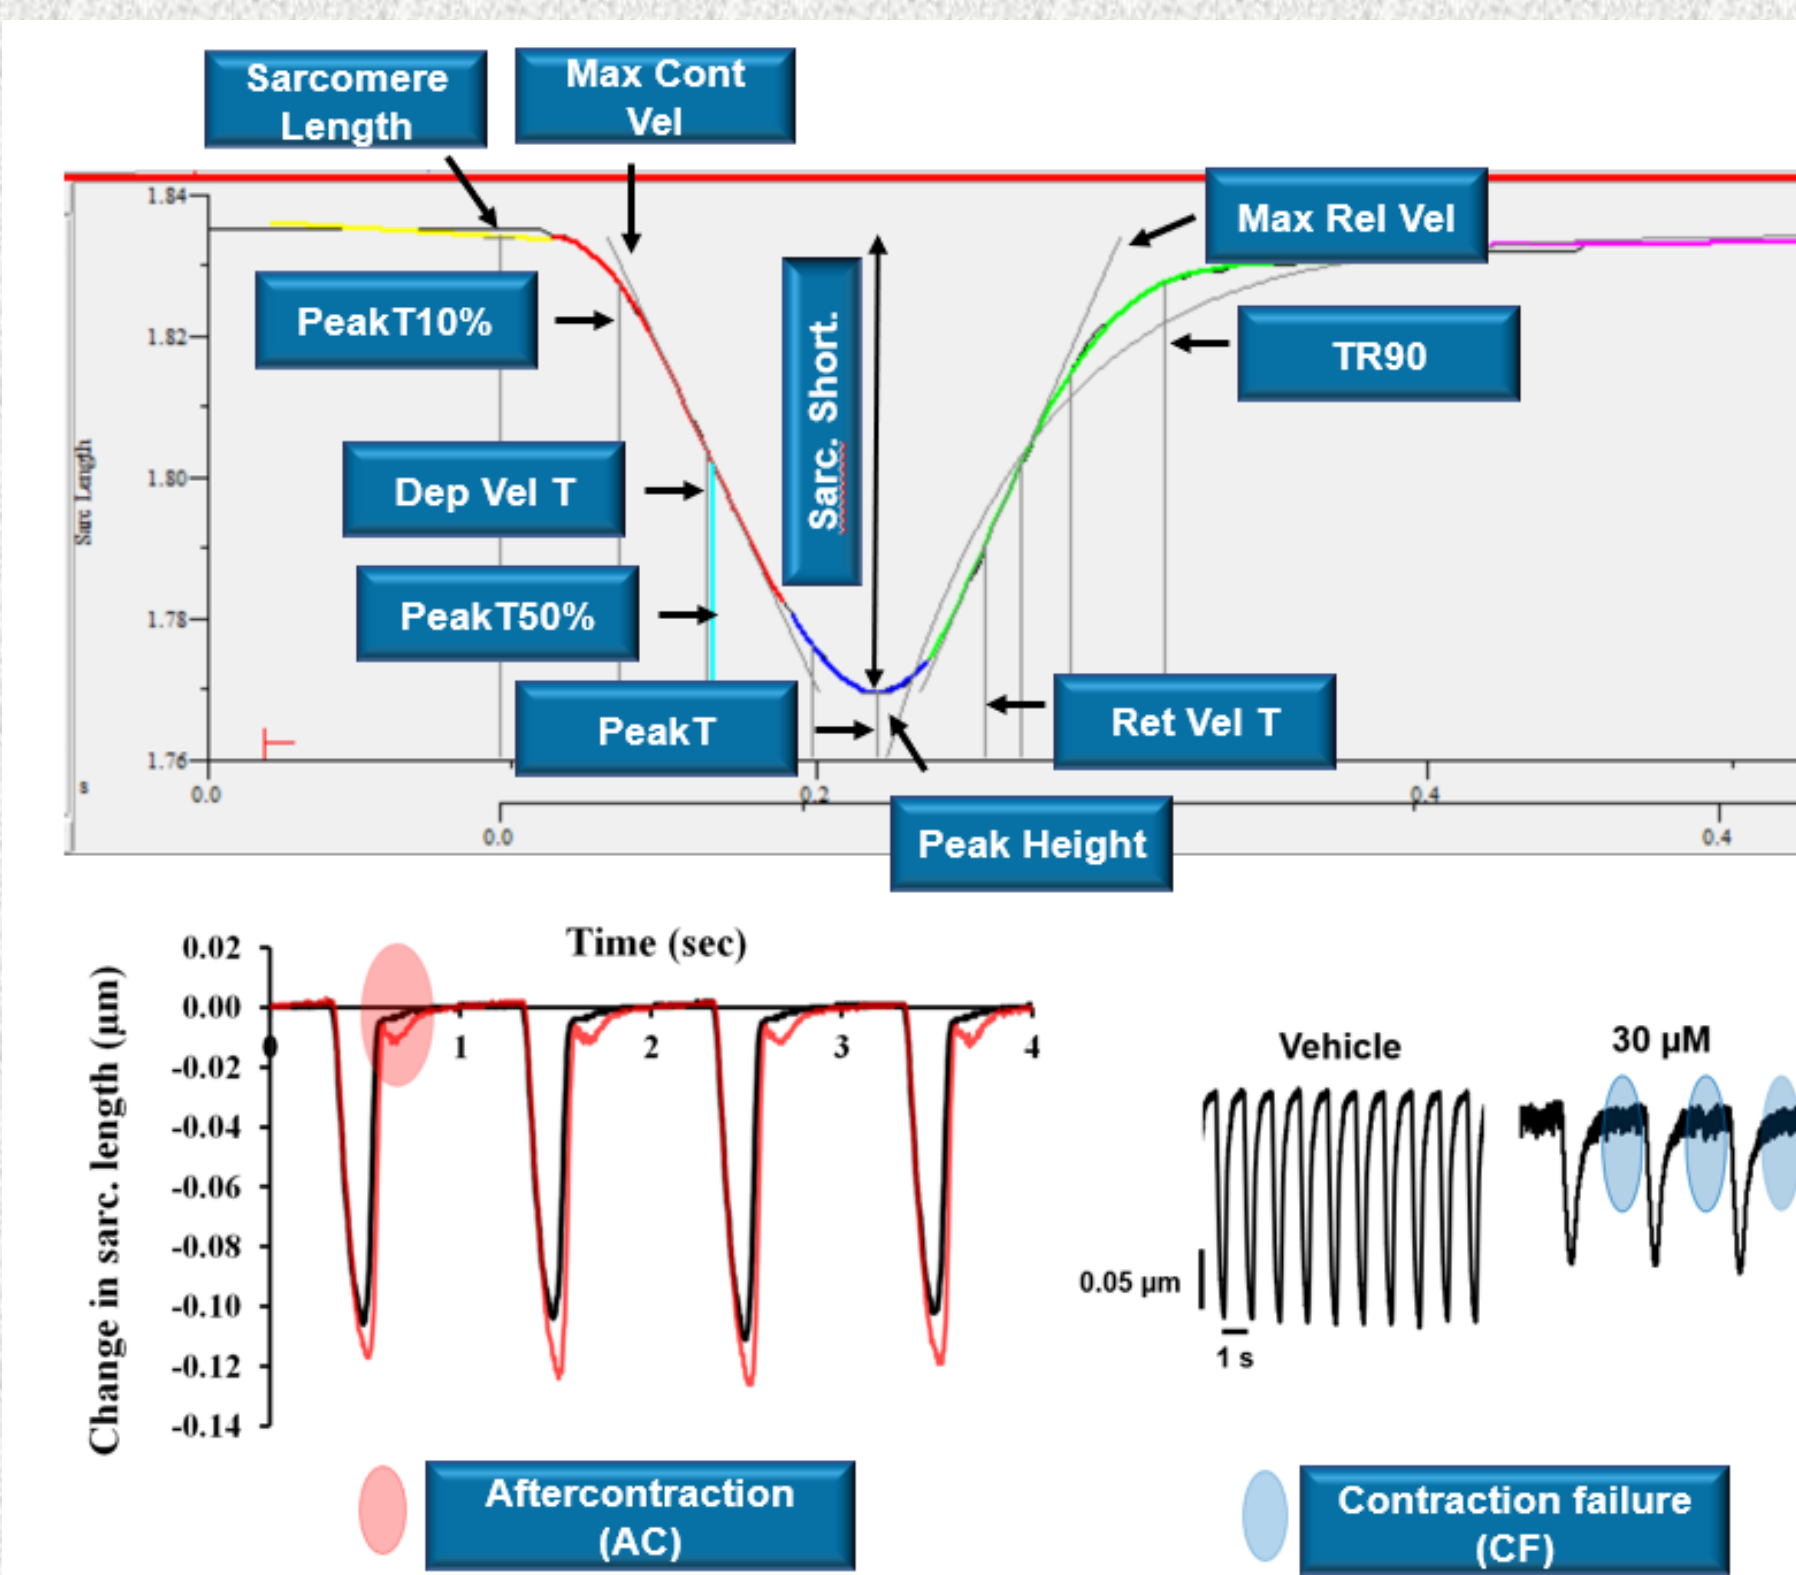 Sarcomere
Length
Max Cont
Vel
Max Rel Vel
1.84
PeakT10%
1.82
TR90
Sarc. Short.
Sarc Length
1.80
Dep Vel T
PeakT50%
1.78
PeakT
Ret Vel T
1.76
s
0.0
0.2
0.4
0.0
0.4
Peak Height
Time (sec)
0.02
0.00
-0.02
-0.04
-0.06
-0.08
-0.10
-0.12
-0.14
0
1
2
3
4
Change in sarc. length (µm)
Vehicle
30 µM
0.05 µm
1 s
Aftercontraction
(AC)
Contraction failure
(CF)